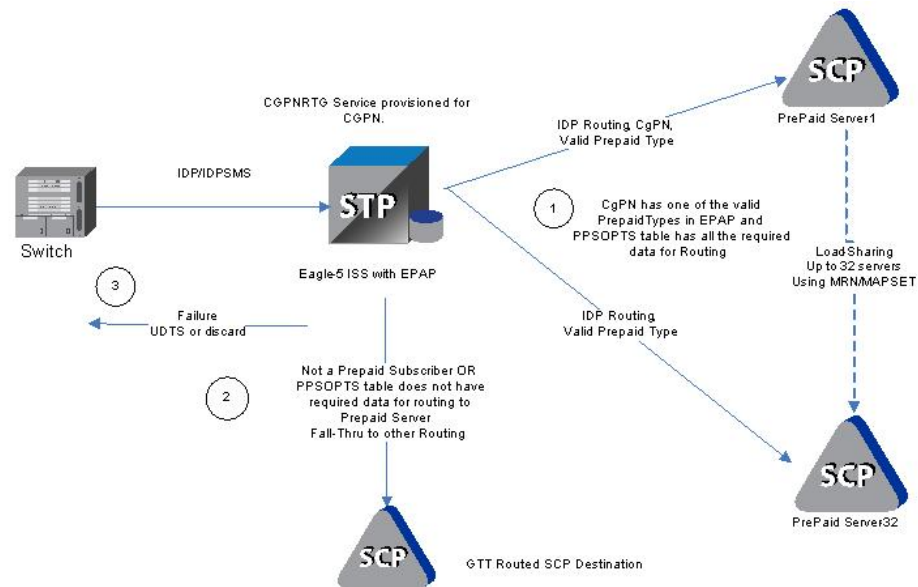 SCP
PrePaid Server1
CGPNRTG Service provisioned for
CGPN.
IDP Routing, CgPN,
Valid Prepaid Type
IDP/IDPSMS
STP
Switch
Eagle-5 ISS with EPAP
1
CgPN has one of the valid
PrepaidTypes in EPAP and
PPSOPTS table has all the required
data for Routing
Load-Sharing
Up to 32 servers
Using MRN/MAPSET
3
Failure
UDTS or discard
IDP Routing,
Valid Prepaid Type
2
Not a Prepaid Subscriber OR
PPSOPTS table does not have
required data for routing to
Prepaid Server
Fall-Thru to other Routing
SCP
PrePaid Server32
SCP
GTT Routed SCP Destination